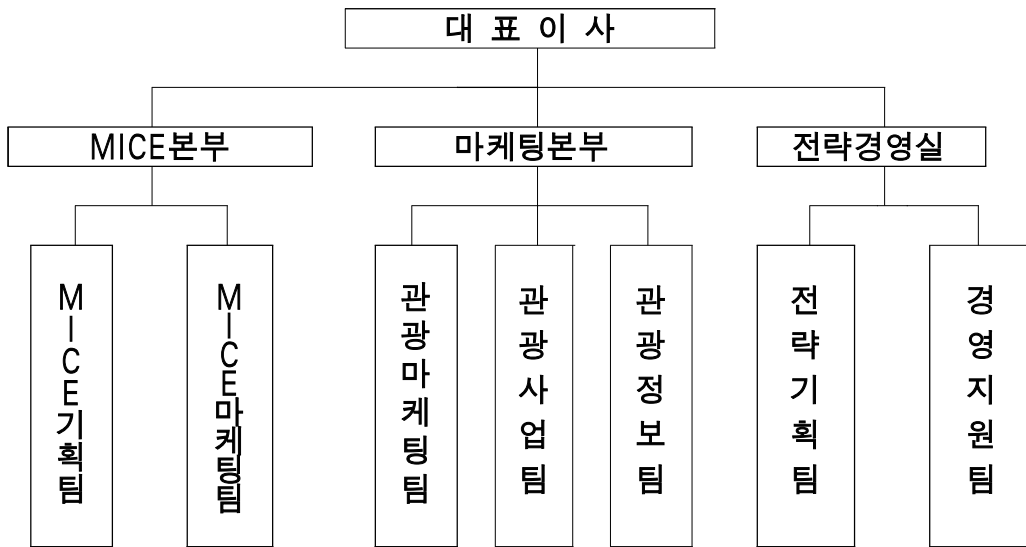 대 표 이 사
MICE본부
마케팅본부
전략경영실
MICE기획팀
MICE마케팅팀
관광마케팅팀
관광사업팀
관광정보팀
전략기획팀
경영지원팀